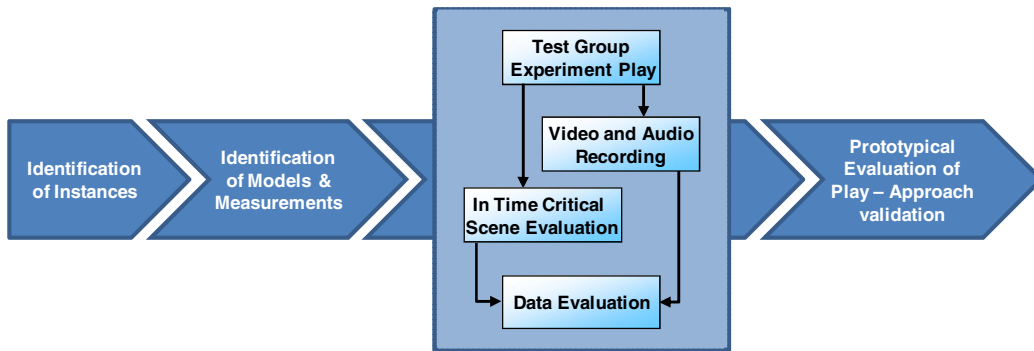 Identification
of Instances
Identification
of Models &
Measurements
Test Group
Experiment Play
Video and Audio
Recording
In Time Critical
Scene Evaluation
Data Evaluation
Prototypical
Evaluation of
Play – Approach
validation